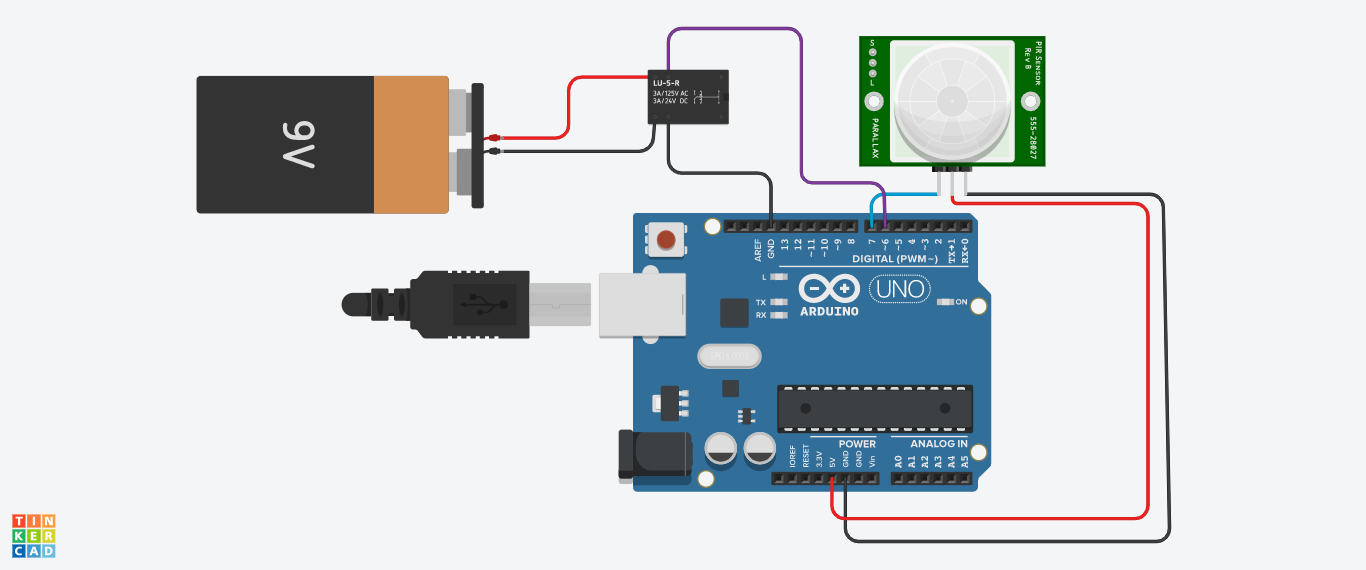 9V
LU-5-R
3A/125V AC
3A/24V DC
S
L
PIR SENSOR
REV B
PARALLAX
555-28027
AREF
GND
13
12
~11
~10
~9
8
7
~6
~5
4
~3
2
TX→1
RX←0
DIGITAL (PWM~)
L
TX
RX
ARDUINO
UNO
ON
POWER
ANALOG IN
IOREF
RESET
3.3V
5V
GND
GND
Vin
A0
A1
A2
A3
A4
A5
TIN
KER
CAD